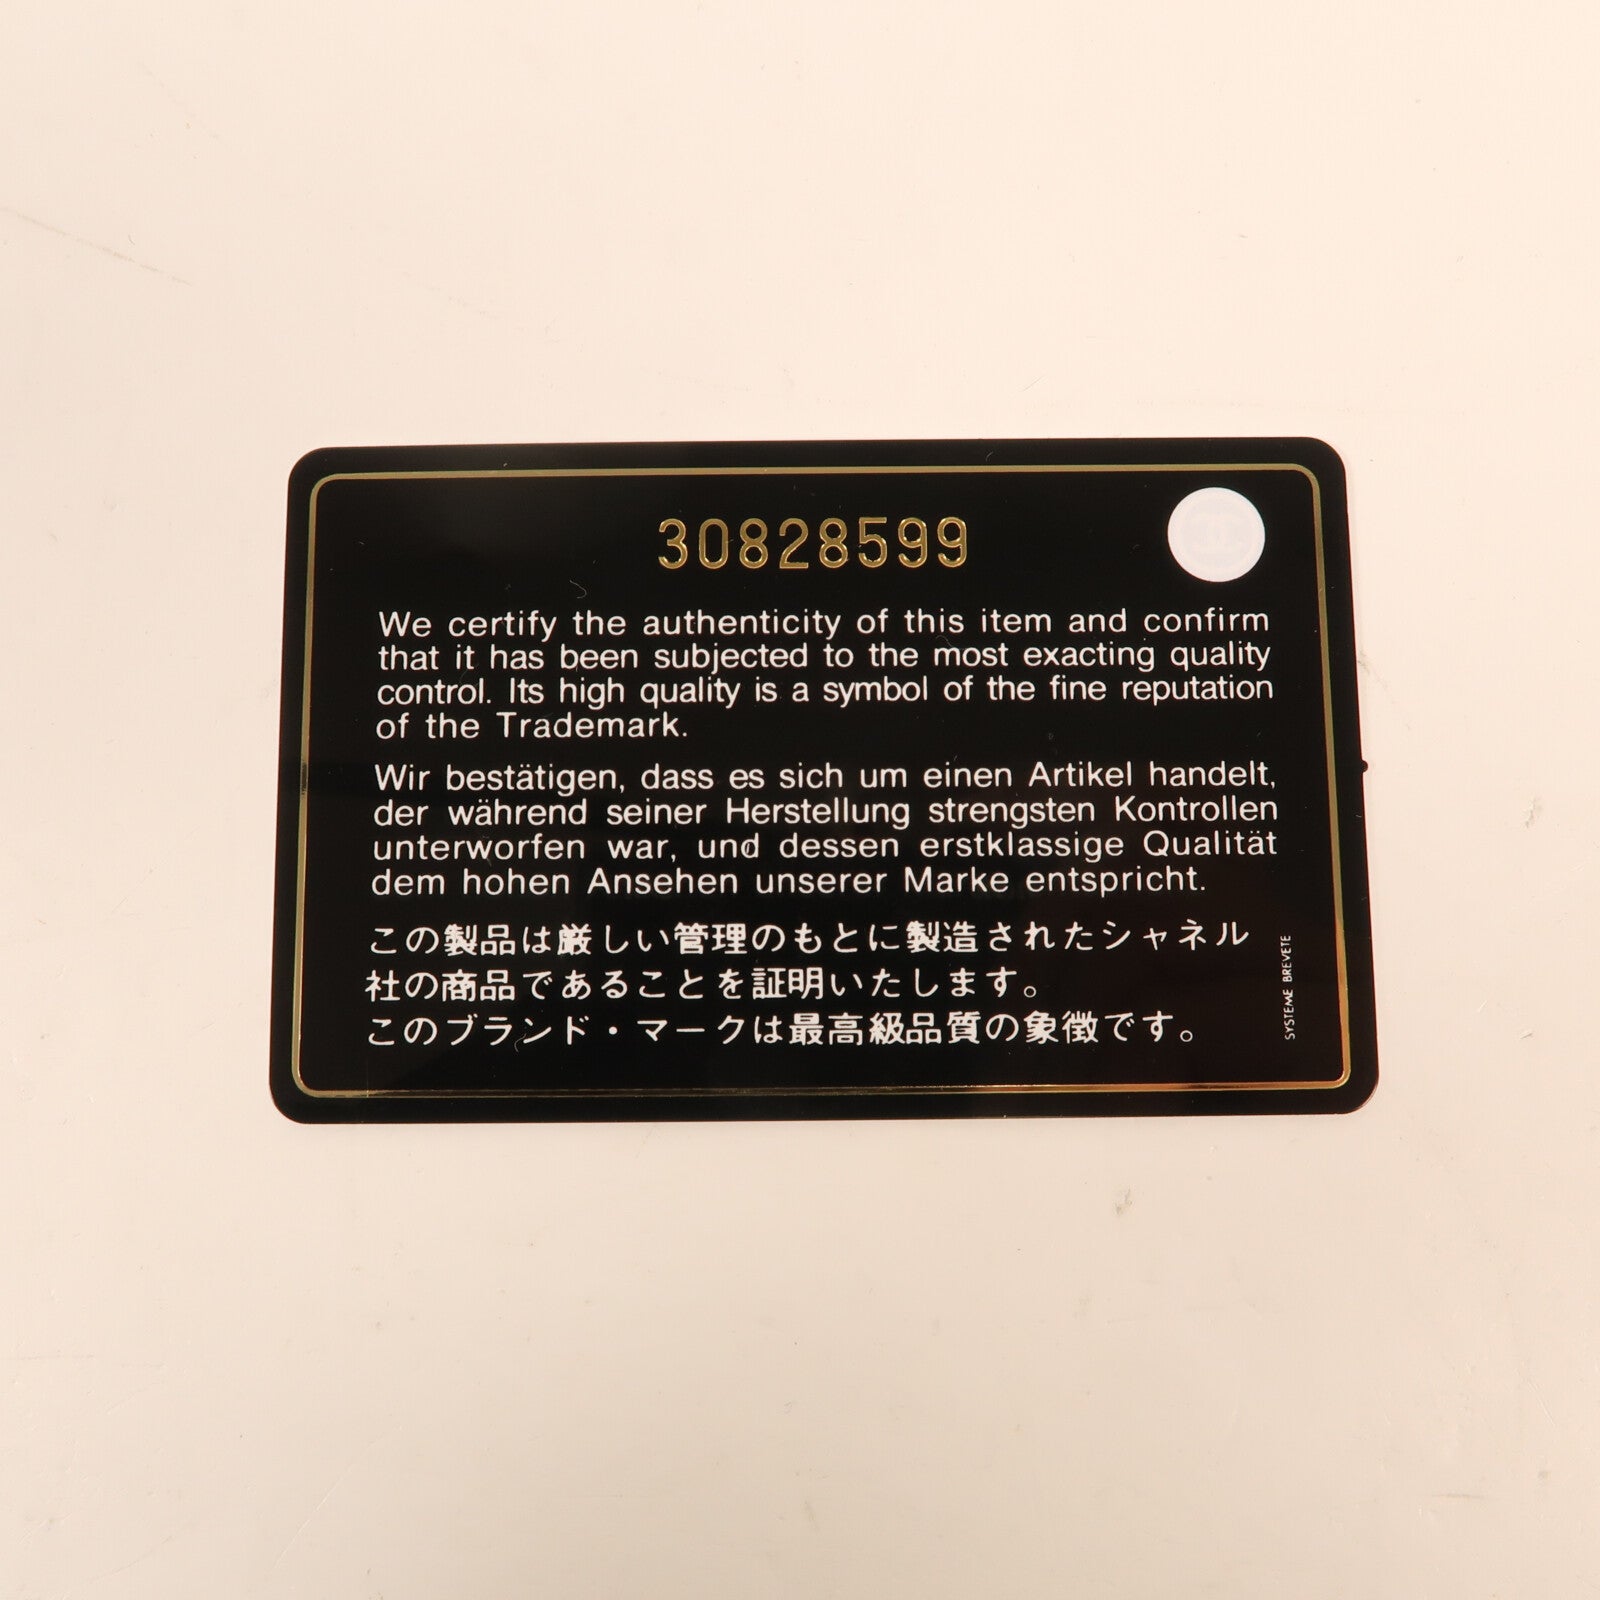 30828599
We certify the authenticity of this item and confirm
that it has been subjected to the most exacting quality
control. Its high quality is a symbol of the fine reputation
of the Trademark.
Wir bestätigen, dass es sich um einen Artikel handelt,
der während seiner Herstellung strengsten Kontrollen
unterworfen war, und dessen erstklassige Qualität
dem hohen Ansehen unserer Marke entspricht.
この製品は厳しい管理のもとに製造されたシャネル
社の商品であることを証明いたします。
このブランド・マークは最高級品質の象徴です。
SYSTEME BREVETE